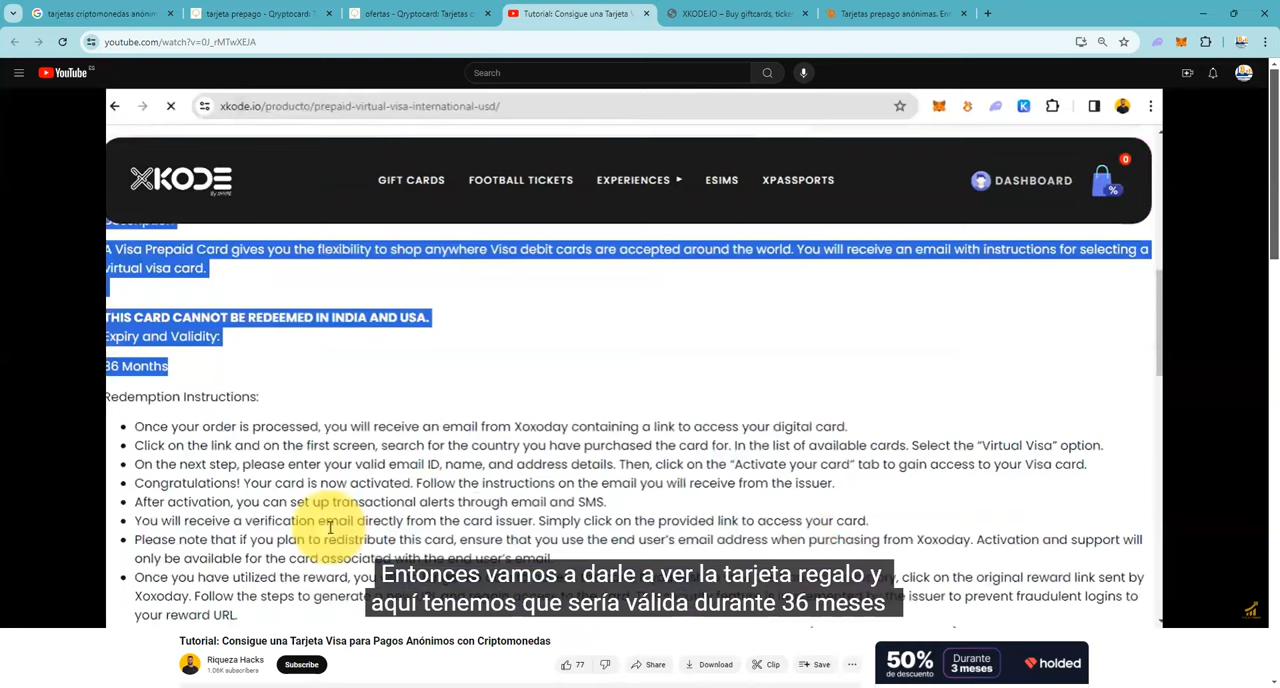 tarjetas criptomonedas anónim
tarjeta prepago - Qryptocard: T
ofertas - Qryptocard: Tarjetas c
Tutorial: Consigue una Tarjeta V
XKODE.IO – Buy giftcards, ticke
Tarjetas prepago anónimas. En
youtube.com/watch?v=0J_rMTwXEJA
YouTube ES
Search
xkode.io/producto/prepaid-virtual-visa-international-usd/
XKODE
GIFT CARDS
FOOTBALL TICKETS
EXPERIENCES
ESIMS
XPASSPORTS
DASHBOARD
0
%
A Visa Prepaid Card gives you the flexibility to shop anywhere Visa debit cards are accepted around the world. You will receive an email with instructions for selecting a
virtual visa card.
THIS CARD CANNOT BE REDEEMED IN INDIA AND USA.
Expiry and Validity:
36 Months
Redemption Instructions:
Once your order is processed, you will receive an email from Xoxoday containing a link to access your digital card.
Click on the link and on the first screen, search for the country you have purchased the card for. In the list of available cards. Select the “Virtual Visa” option.
On the next step, please enter your valid email ID, name, and address details. Then, click on the “Activate your card” tab to gain access to your Visa card.
Congratulations! Your card is now activated. Follow the instructions on the email you will receive from the issuer.
After activation, you can set up transactional alerts through email and SMS.
You will receive a verification email directly from the card issuer. Simply click on the provided link to access your card.
Please note that if you plan to redistribute this card, ensure that you use the end user’s email address when purchasing from Xoxoday. Activation and support will
only be available for the card associated with the end user’s email.
Once you have utilized the reward, you click on the original reward link sent by
Xoxoday. Follow the steps to generate a issuer to prevent fraudulent logins to
your reward URL.
Entonces vamos a darle a ver la tarjeta regalo y
aquí tenemos que sería válida durante 36 meses
Tutorial: Consigue una Tarjeta Visa para Pagos Anónimos con Criptomonedas
Riqueza Hacks
1.06K subscribers
Subscribe
77
Share
Download
Clip
Save
50%
de descuento
Durante
3 meses
holded